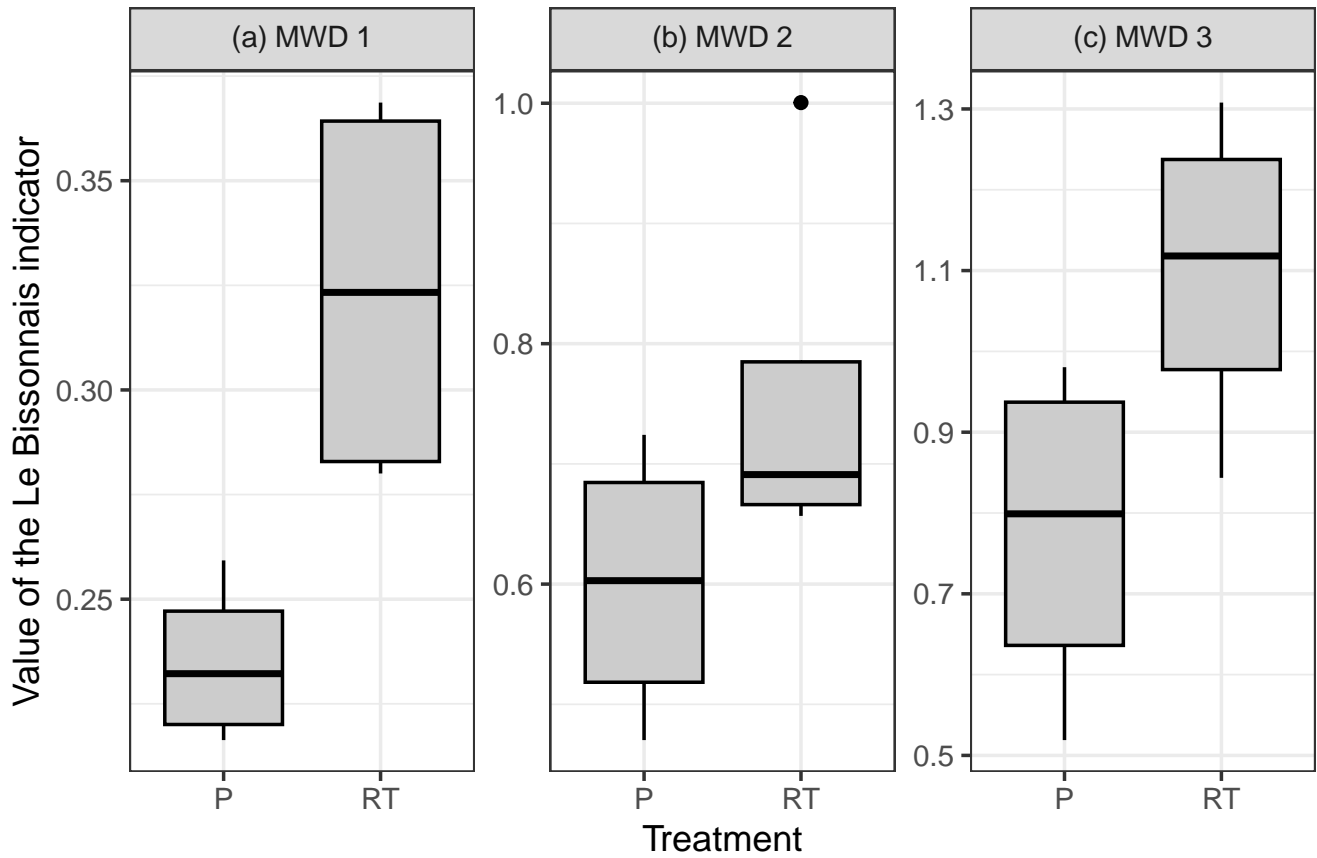 (a) MWD 1
(b) MWD 2
(c) MWD 3
Value of the Le Bissonnais indicator
0.35
0.30
0.25
1.0
0.8
0.6
1.3
1.1
0.9
0.7
0.5
P
RT
P
RT
P
RT
Treatment